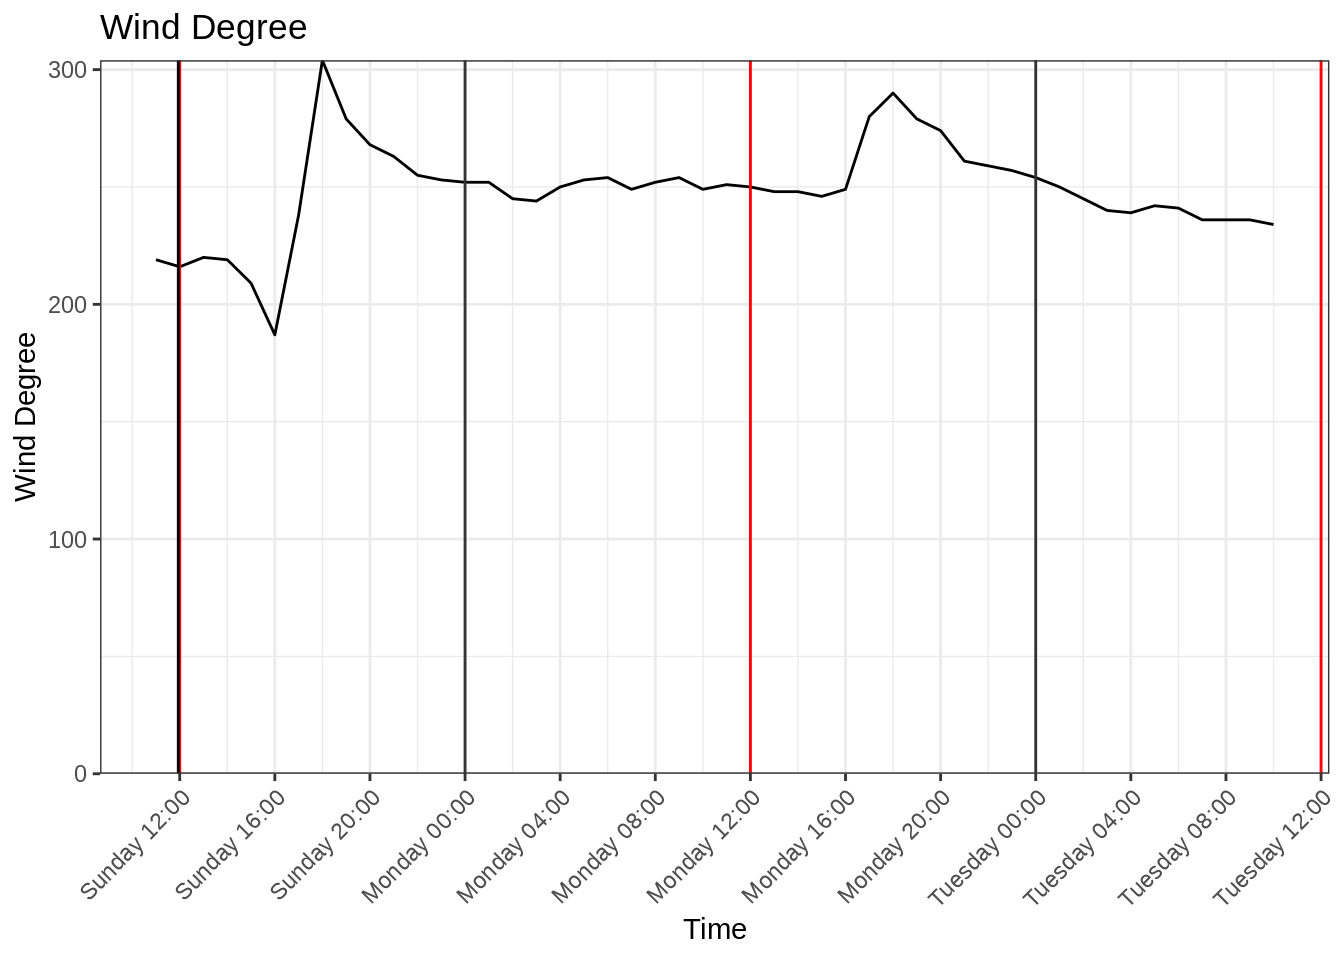 Wind Degree
300
200
100
0
Wind Degree
Sunday 12:00
Sunday 16:00
Sunday 20:00
Monday 00:00
Monday 04:00
Monday 08:00
Monday 12:00
Monday 16:00
Monday 20:00
Tuesday 00:00
Tuesday 04:00
Tuesday 08:00
Tuesday 12:00
Time